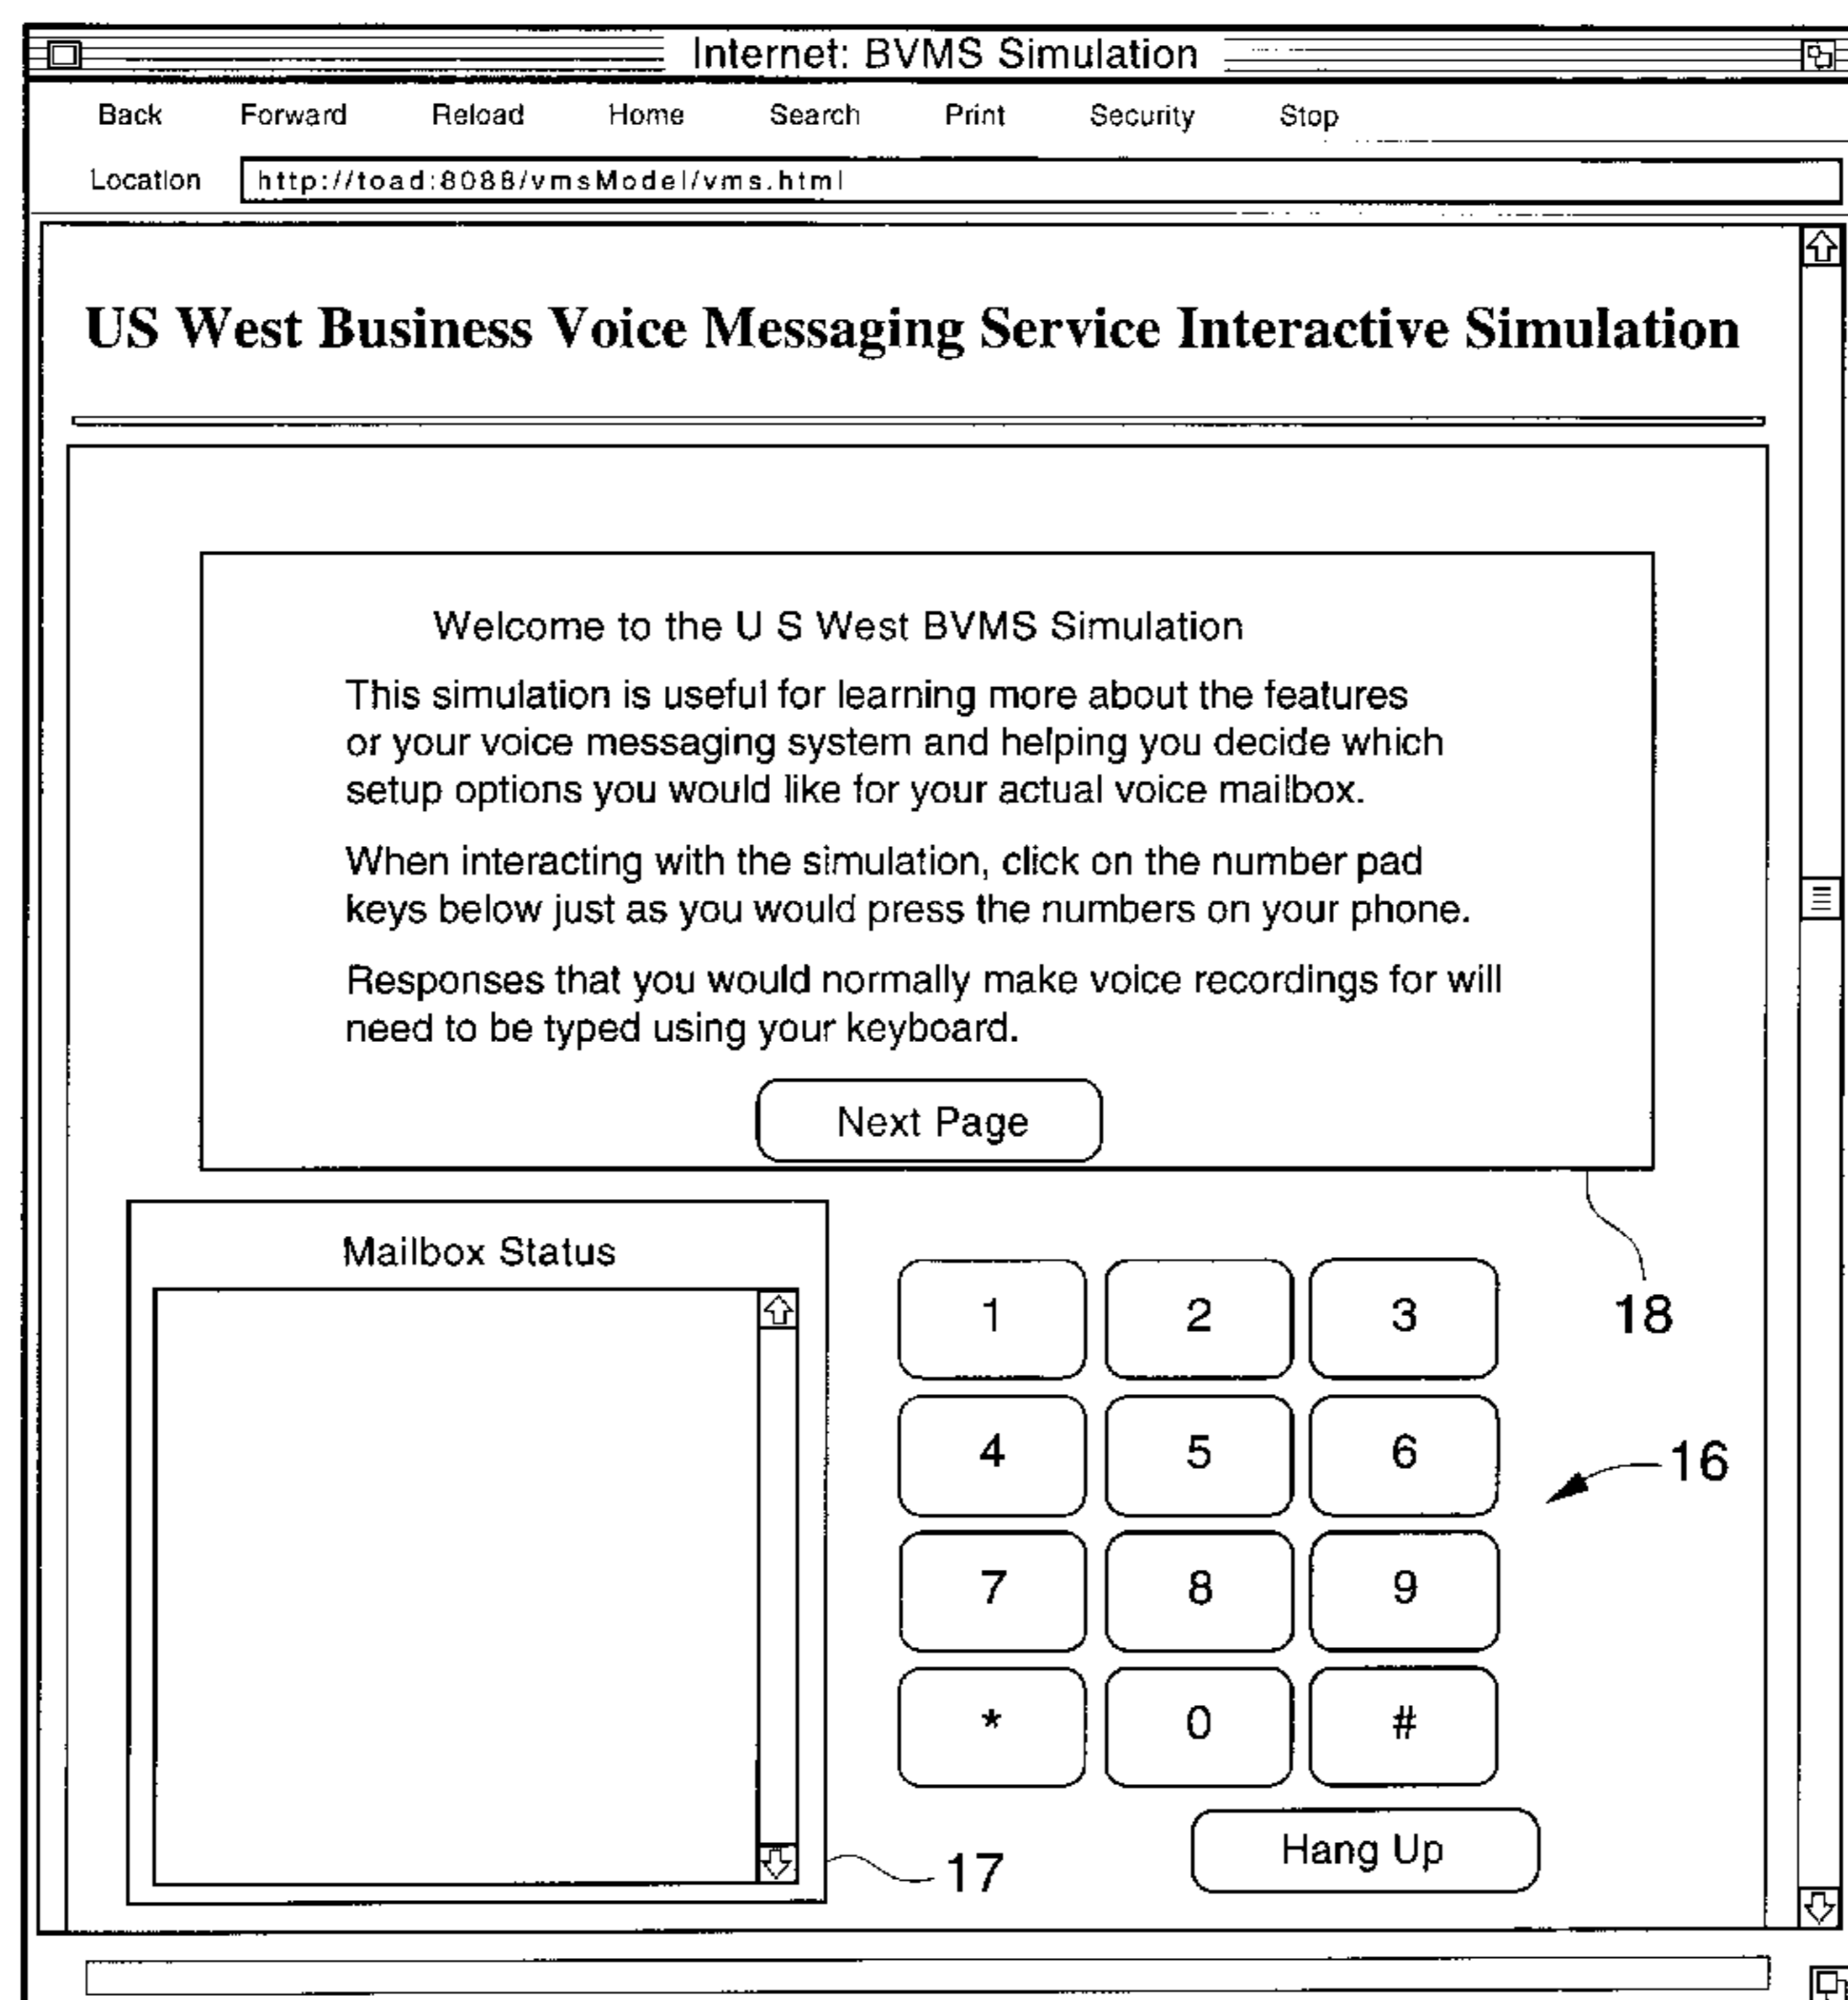 Internet: BVMS Simulation
Back Forward Reload Home Search Print Security Stop
Location http://toad:8088/vmsModel/vms.html
US West Business Voice Messaging Service Interactive Simulation
Welcome to the U S West BVMS Simulation
This simulation is useful for learning more about the features
or your voice messaging system and helping you decide which
setup options you would like for your actual voice mailbox.
When interacting with the simulation, click on the number pad
keys below just as you would press the numbers on your phone.
Responses that you would normally make voice recordings for will
need to be typed using your keyboard.
Next Page
Mailbox Status
1 2 3
18
4 5 6
16
7 8 9
* 0 #
Hang Up
17